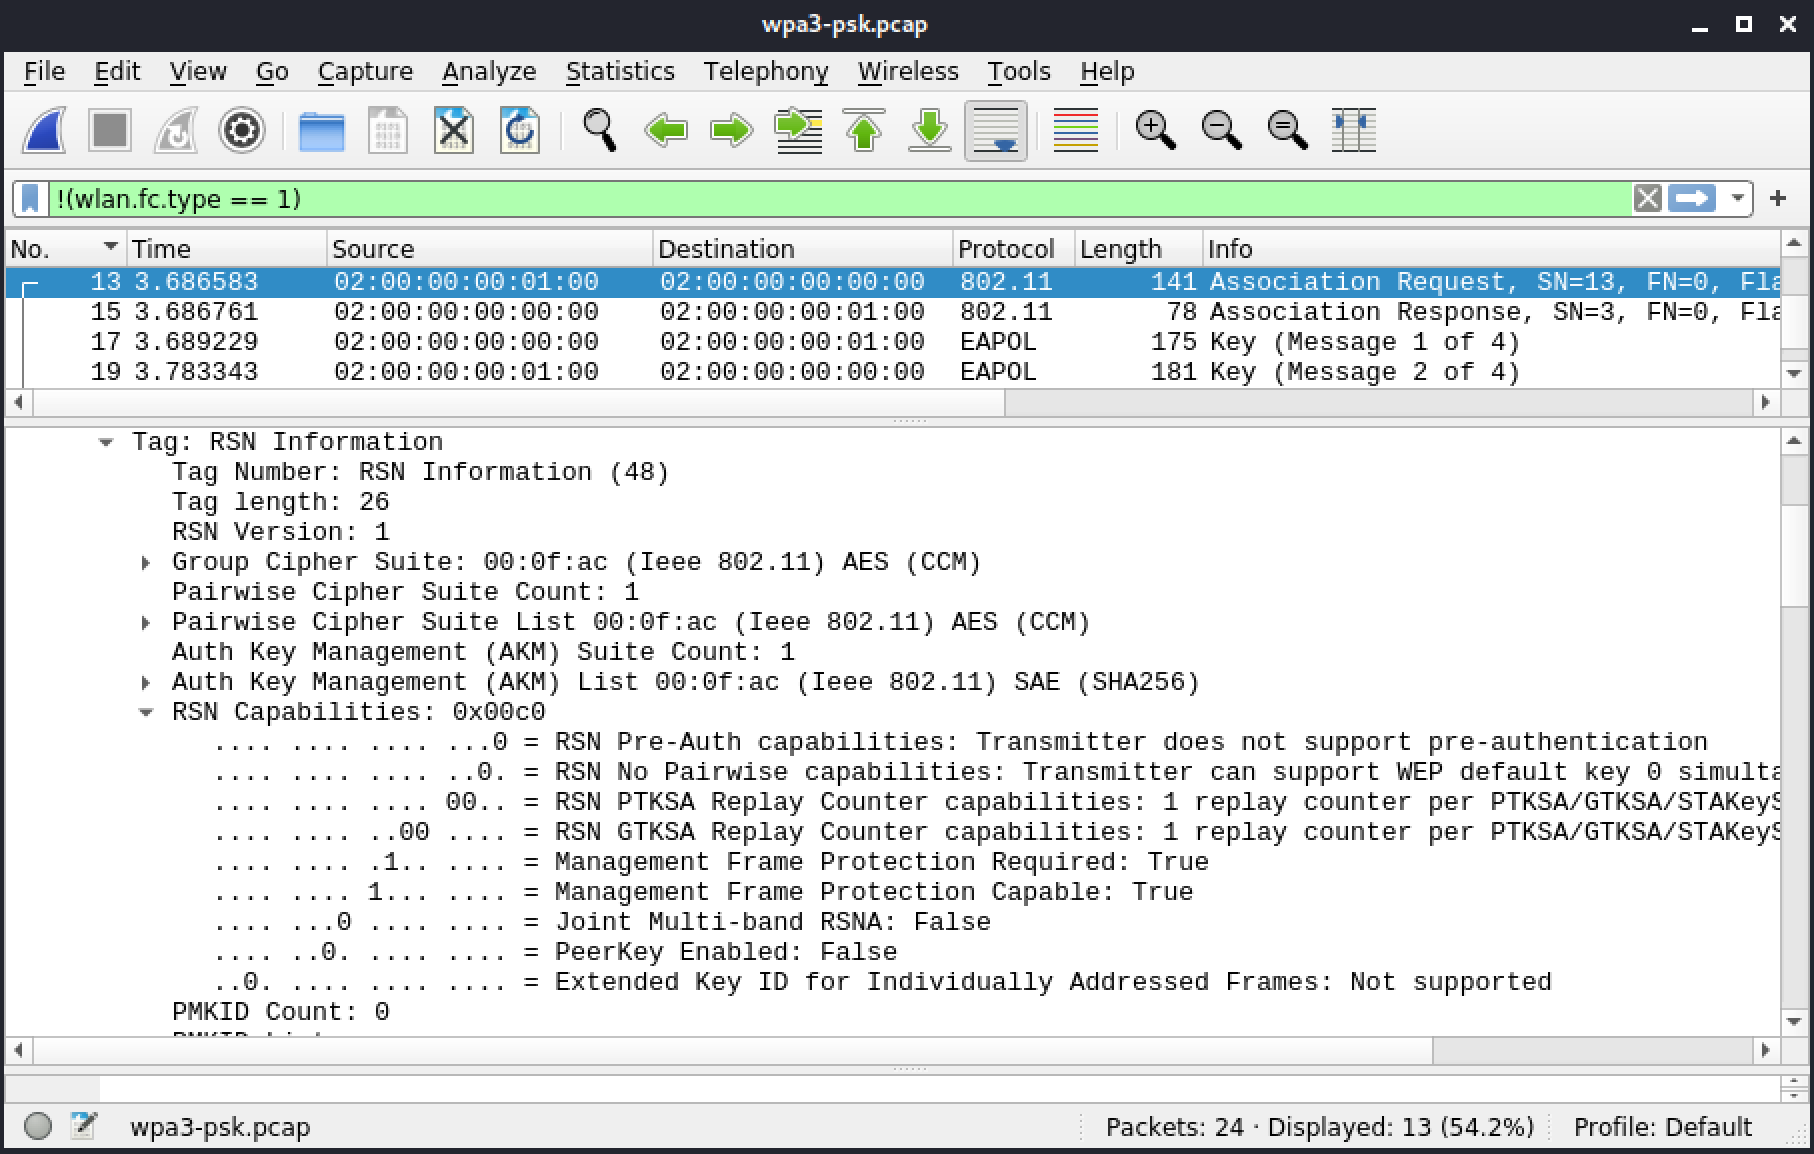 wpa3-psk.pcap
File Edit View Go Capture Analyze Statistics Telephony Wireless Tools Help
!(wlan.fc.type == 1)
No. Time Source Destination Protocol Length Info
13 3.686583 02:00:00:00:01:00 02:00:00:00:00:00 802.11 141 Association Request, SN=13, FN=0, Fla
15 3.686761 02:00:00:00:00:00 02:00:00:00:01:00 802.11 78 Association Response, SN=3, FN=0, Fla
17 3.689229 02:00:00:00:00:00 02:00:00:00:01:00 EAPOL 175 Key (Message 1 of 4)
19 3.783343 02:00:00:00:01:00 02:00:00:00:00:00 EAPOL 181 Key (Message 2 of 4)
Tag: RSN Information
Tag Number: RSN Information (48)
Tag length: 26
RSN Version: 1
Group Cipher Suite: 00:0f:ac (Ieee 802.11) AES (CCM)
Pairwise Cipher Suite Count: 1
Pairwise Cipher Suite List 00:0f:ac (Ieee 802.11) AES (CCM)
Auth Key Management (AKM) Suite Count: 1
Auth Key Management (AKM) List 00:0f:ac (Ieee 802.11) SAE (SHA256)
RSN Capabilities: 0x00c0
.... .... .... ...0 = RSN Pre-Auth capabilities: Transmitter does not support pre-authentication
.... .... .... ..0. = RSN No Pairwise capabilities: Transmitter can support WEP default key 0 simulta
.... .... .... 00.. = RSN PTKSA Replay Counter capabilities: 1 replay counter per PTKSA/GTKSA/STAKeyS
.... .... ..00 .... = RSN GTKSA Replay Counter capabilities: 1 replay counter per PTKSA/GTKSA/STAKeyS
.... .... .1.. .... = Management Frame Protection Required: True
.... .... 1... .... = Management Frame Protection Capable: True
.... ...0 .... .... = Joint Multi-band RSNA: False
.... ..0. .... .... = PeerKey Enabled: False
..0. .... .... .... = Extended Key ID for Individually Addressed Frames: Not supported
PMKID Count: 0
wpa3-psk.pcap Packets: 24 · Displayed: 13 (54.2%) Profile: Default